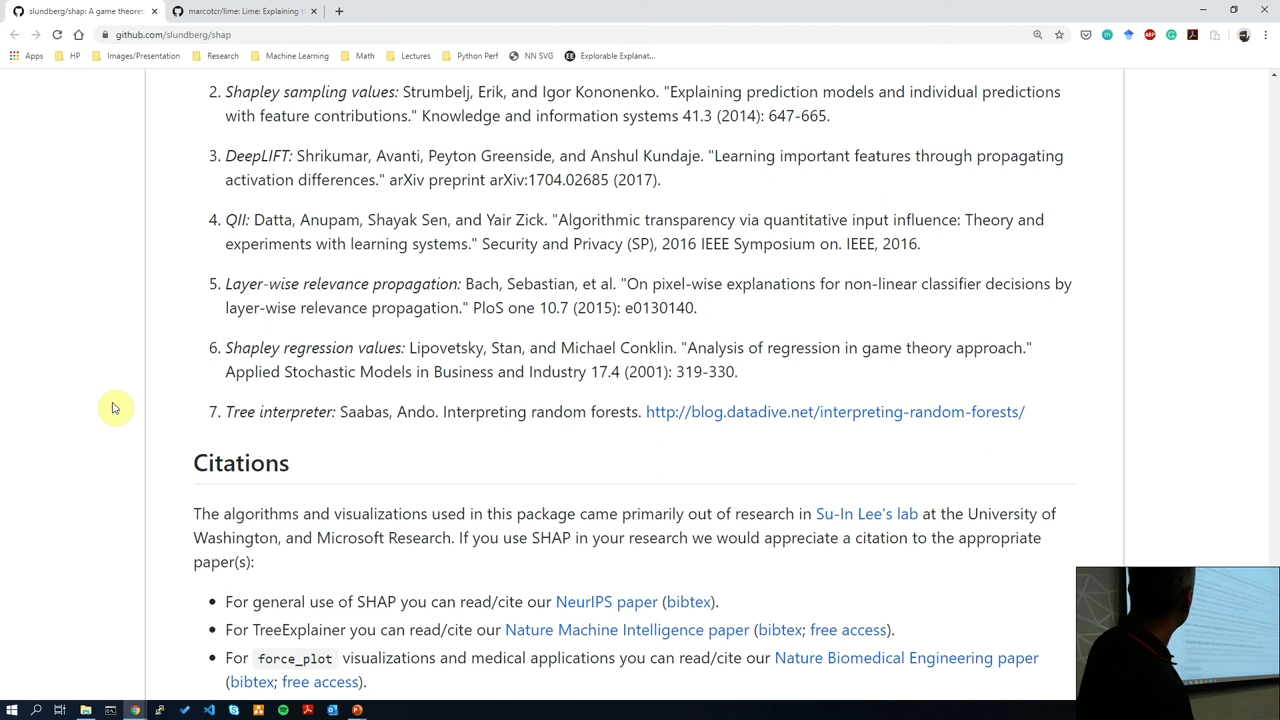 slundberg/shap: A game theoret
marcotcr/lime: Lime: Explaining t
github.com/slundberg/shap
Apps HP Images/Presentation Research Machine Learning Math Lectures Python Perf NN SVG Explorable Explanat...
2. Shapley sampling values: Strumbelj, Erik, and Igor Kononenko. "Explaining prediction models and individual predictions
with feature contributions." Knowledge and information systems 41.3 (2014): 647-665.
3. DeepLIFT: Shrikumar, Avanti, Peyton Greenside, and Anshul Kundaje. "Learning important features through propagating
activation differences." arXiv preprint arXiv:1704.02685 (2017).
4. QII: Datta, Anupam, Shayak Sen, and Yair Zick. "Algorithmic transparency via quantitative input influence: Theory and
experiments with learning systems." Security and Privacy (SP), 2016 IEEE Symposium on. IEEE, 2016.
5. Layer-wise relevance propagation: Bach, Sebastian, et al. "On pixel-wise explanations for non-linear classifier decisions by
layer-wise relevance propagation." PloS one 10.7 (2015): e0130140.
6. Shapley regression values: Lipovetsky, Stan, and Michael Conklin. "Analysis of regression in game theory approach."
Applied Stochastic Models in Business and Industry 17.4 (2001): 319-330.
7. Tree interpreter: Saabas, Ando. Interpreting random forests. http://blog.datadive.net/interpreting-random-forests/
Citations
The algorithms and visualizations used in this package came primarily out of research in Su-In Lee's lab at the University of
Washington, and Microsoft Research. If you use SHAP in your research we would appreciate a citation to the appropriate
paper(s):
• For general use of SHAP you can read/cite our NeurIPS paper (bibtex).
• For TreeExplainer you can read/cite our Nature Machine Intelligence paper (bibtex; free access).
• For force_plot visualizations and medical applications you can read/cite our Nature Biomedical Engineering paper
(bibtex; free access).